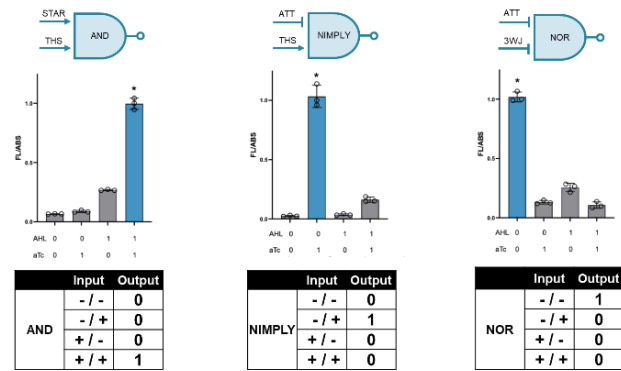 STAR
THS
AND
ATT
THS
NIMPLY
ATT
3WJ
NOR
*
1.0
0.5
0.0
FL/ABS
AHL 0 0 1 1
aTc 0 1 0 1
*
1.0
0.5
0.0
FL/ABS
AHL 0 0 1 1
aTc 0 1 0 1
*
1.0
0.5
0.0
FL/ABS
AHL 0 0 1 1
aTc 0 1 0 1
Input Output
AND
- / - 0
- / + 0
+ / - 0
+ / + 1
Input Output
NIMPLY
- / - 0
- / + 1
+ / - 0
+ / + 0
Input Output
NOR
- / - 1
- / + 0
+ / - 0
+ / + 0